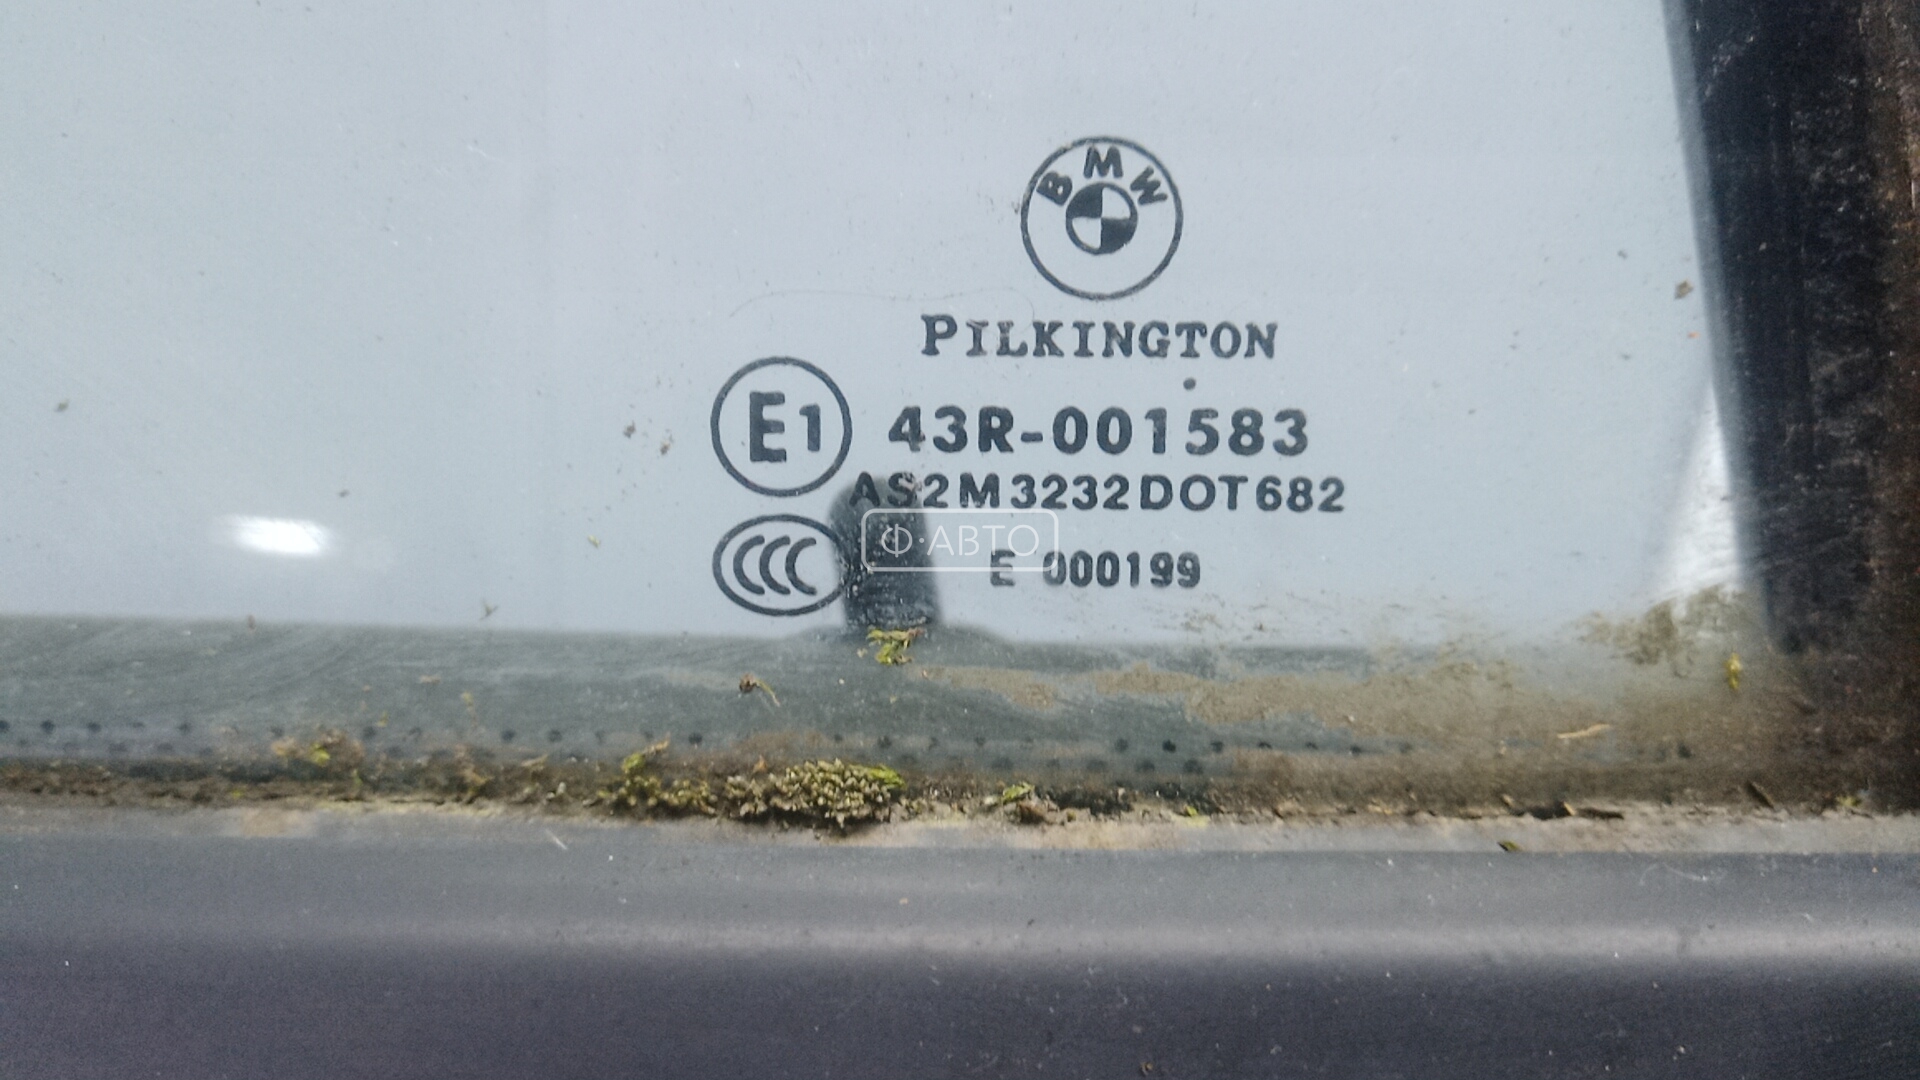 BMW
PILKINGTON
E1 43R-001583
AS2M3232DOT682
CCC E 000199
Ф·АВТО